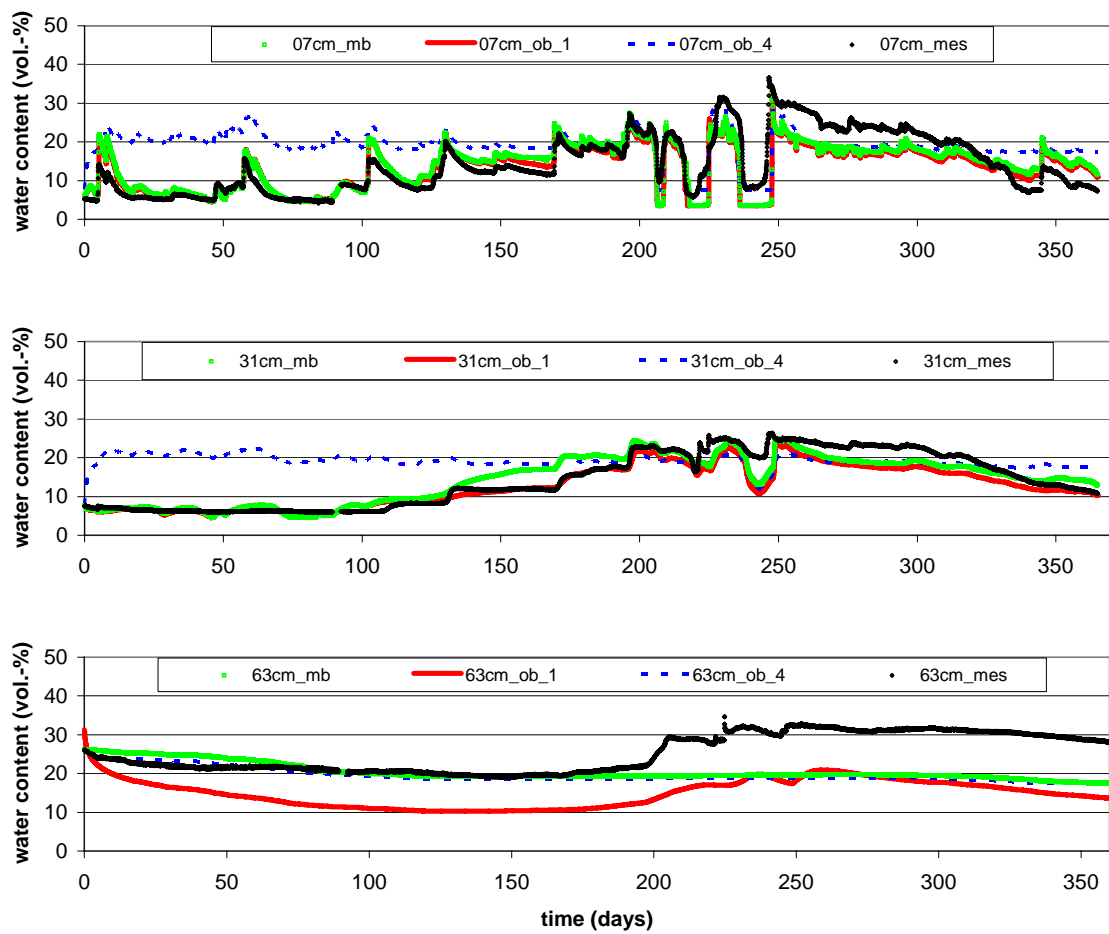 water content (vol.-%)
50
40
30
20
10
0
07cm_mb 07cm_ob_1 07cm_ob_4 07cm_mes
0 50 100 150 200 250 300 350
water content (vol.-%)
50
40
30
20
10
0
31cm_mb 31cm_ob_1 31cm_ob_4 31cm_mes
0 50 100 150 200 250 300 350
water content (vol.-%)
50
40
30
20
10
0
63cm_mb 63cm_ob_1 63cm_ob_4 63cm_mes
0 50 100 150 200 250 300 350
time (days)